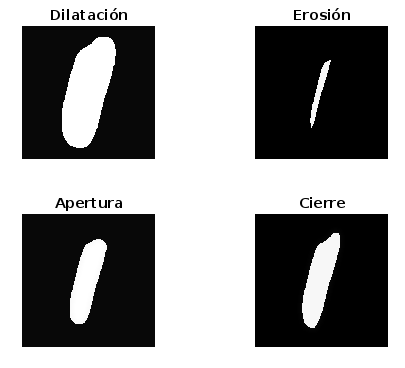 Dilatación
Erosión
Apertura
Cierre